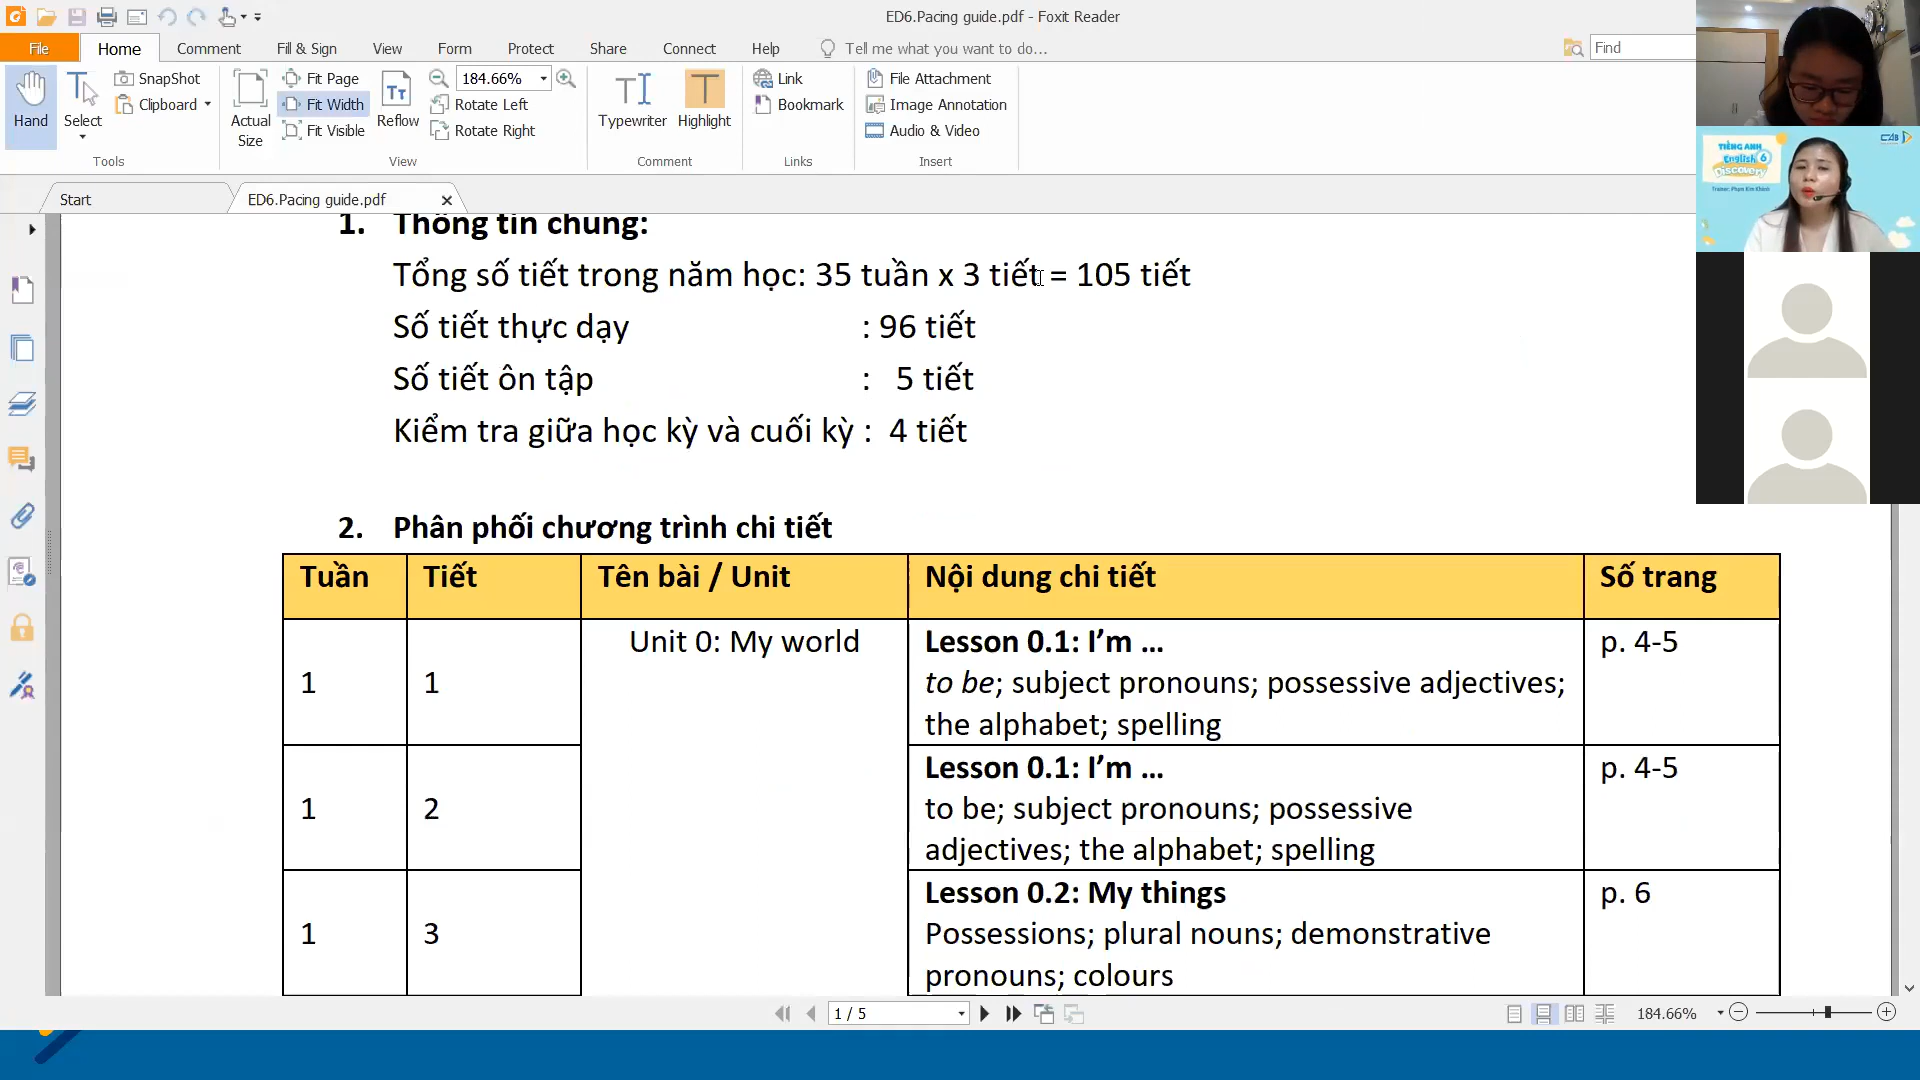 ED6.Pacing guide.pdf - Foxit Reader
File
Home
Comment
Fill & Sign
View
Form
Protect
Share
Connect
Help
Tell me what you want to do...
Find
Hand
Select
SnapShot
Clipboard
Tools
Actual
Size
Fit Page
Fit Width
Fit Visible
Reflow
184.66%
Rotate Left
Rotate Right
View
Typewriter
Highlight
Comment
Link
Bookmark
Links
File Attachment
Image Annotation
Audio & Video
Insert
TIẾNG ANH
English 6
Discovery
Trainer: Phạm Kim Khánh
Start
ED6.Pacing guide.pdf
1. Thông tin chung:
Tổng số tiết trong năm học: 35 tuần x 3 tiết = 105 tiết
Số tiết thực dạy : 96 tiết
Số tiết ôn tập : 5 tiết
Kiểm tra giữa học kỳ và cuối kỳ : 4 tiết
2. Phân phối chương trình chi tiết
Tuần Tiết Tên bài / Unit Nội dung chi tiết Số trang
1 1 Unit 0: My world Lesson 0.1: I’m ... p. 4-5
to be; subject pronouns; possessive adjectives;
the alphabet; spelling
1 2 Lesson 0.1: I’m ... p. 4-5
to be; subject pronouns; possessive
adjectives; the alphabet; spelling
1 3 Lesson 0.2: My things p. 6
Possessions; plural nouns; demonstrative
pronouns; colours
1 / 5
184.66%